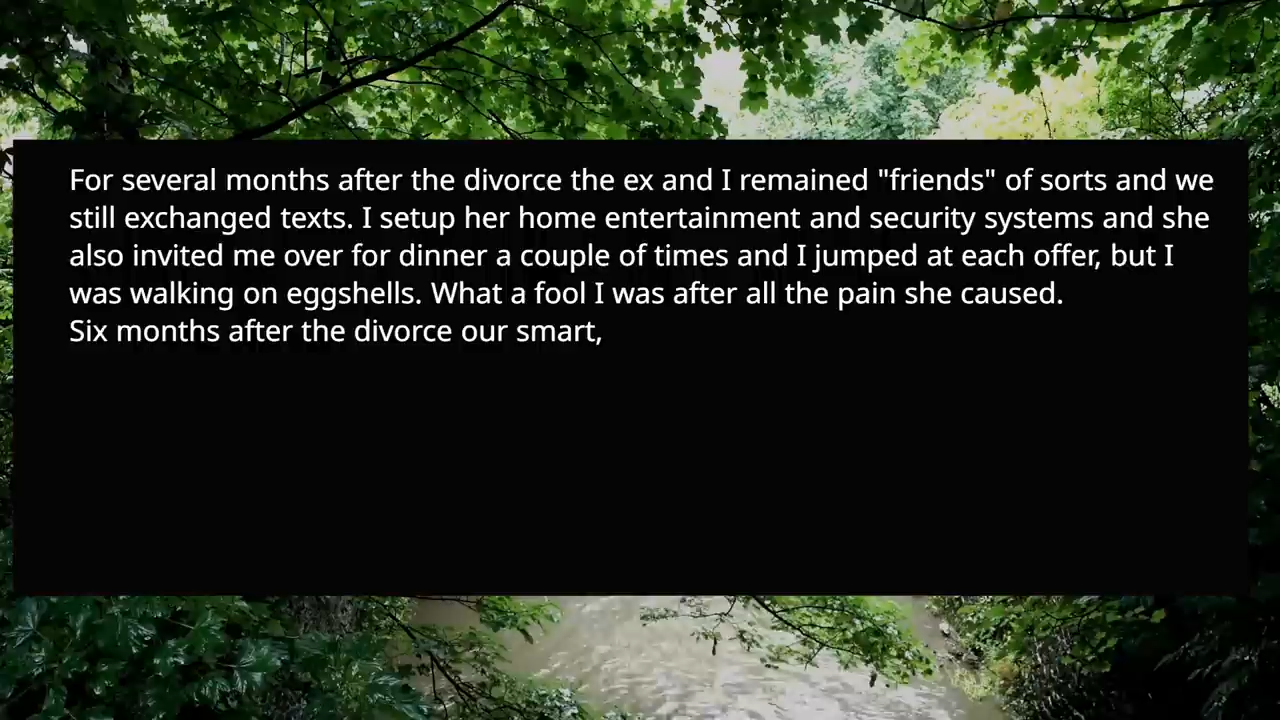 For several months after the divorce the ex and I remained "friends" of sorts and we
still exchanged texts. I setup her home entertainment and security systems and she
also invited me over for dinner a couple of times and I jumped at each offer, but I
was walking on eggshells. What a fool I was after all the pain she caused.
Six months after the divorce our smart,